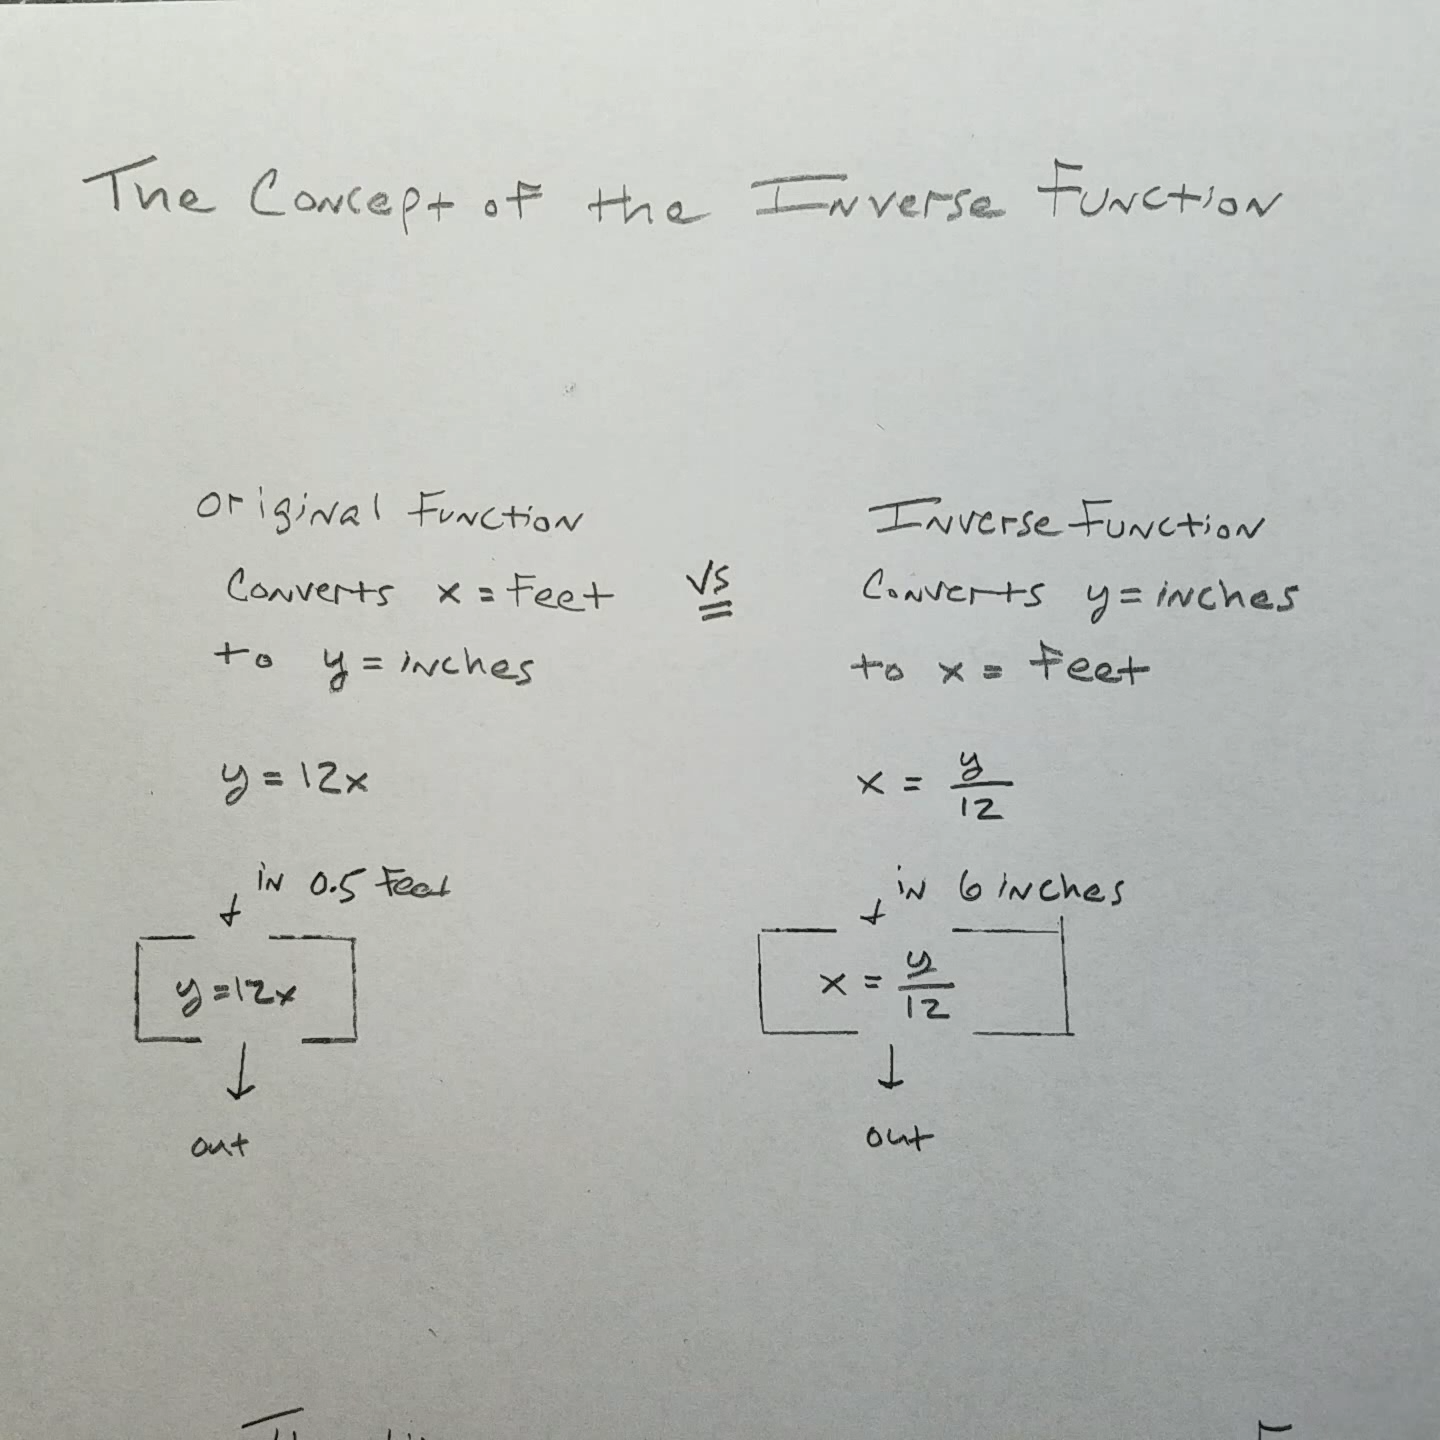 The Concept of the Inverse Function
Original Function
Converts x = Feet
to y = inches
y = 12x
in 0.5 Feet
y = 12x
out
vs
Inverse Function
Converts y = inches
to x = Feet
x = y/12
in 6 inches
x = y/12
out